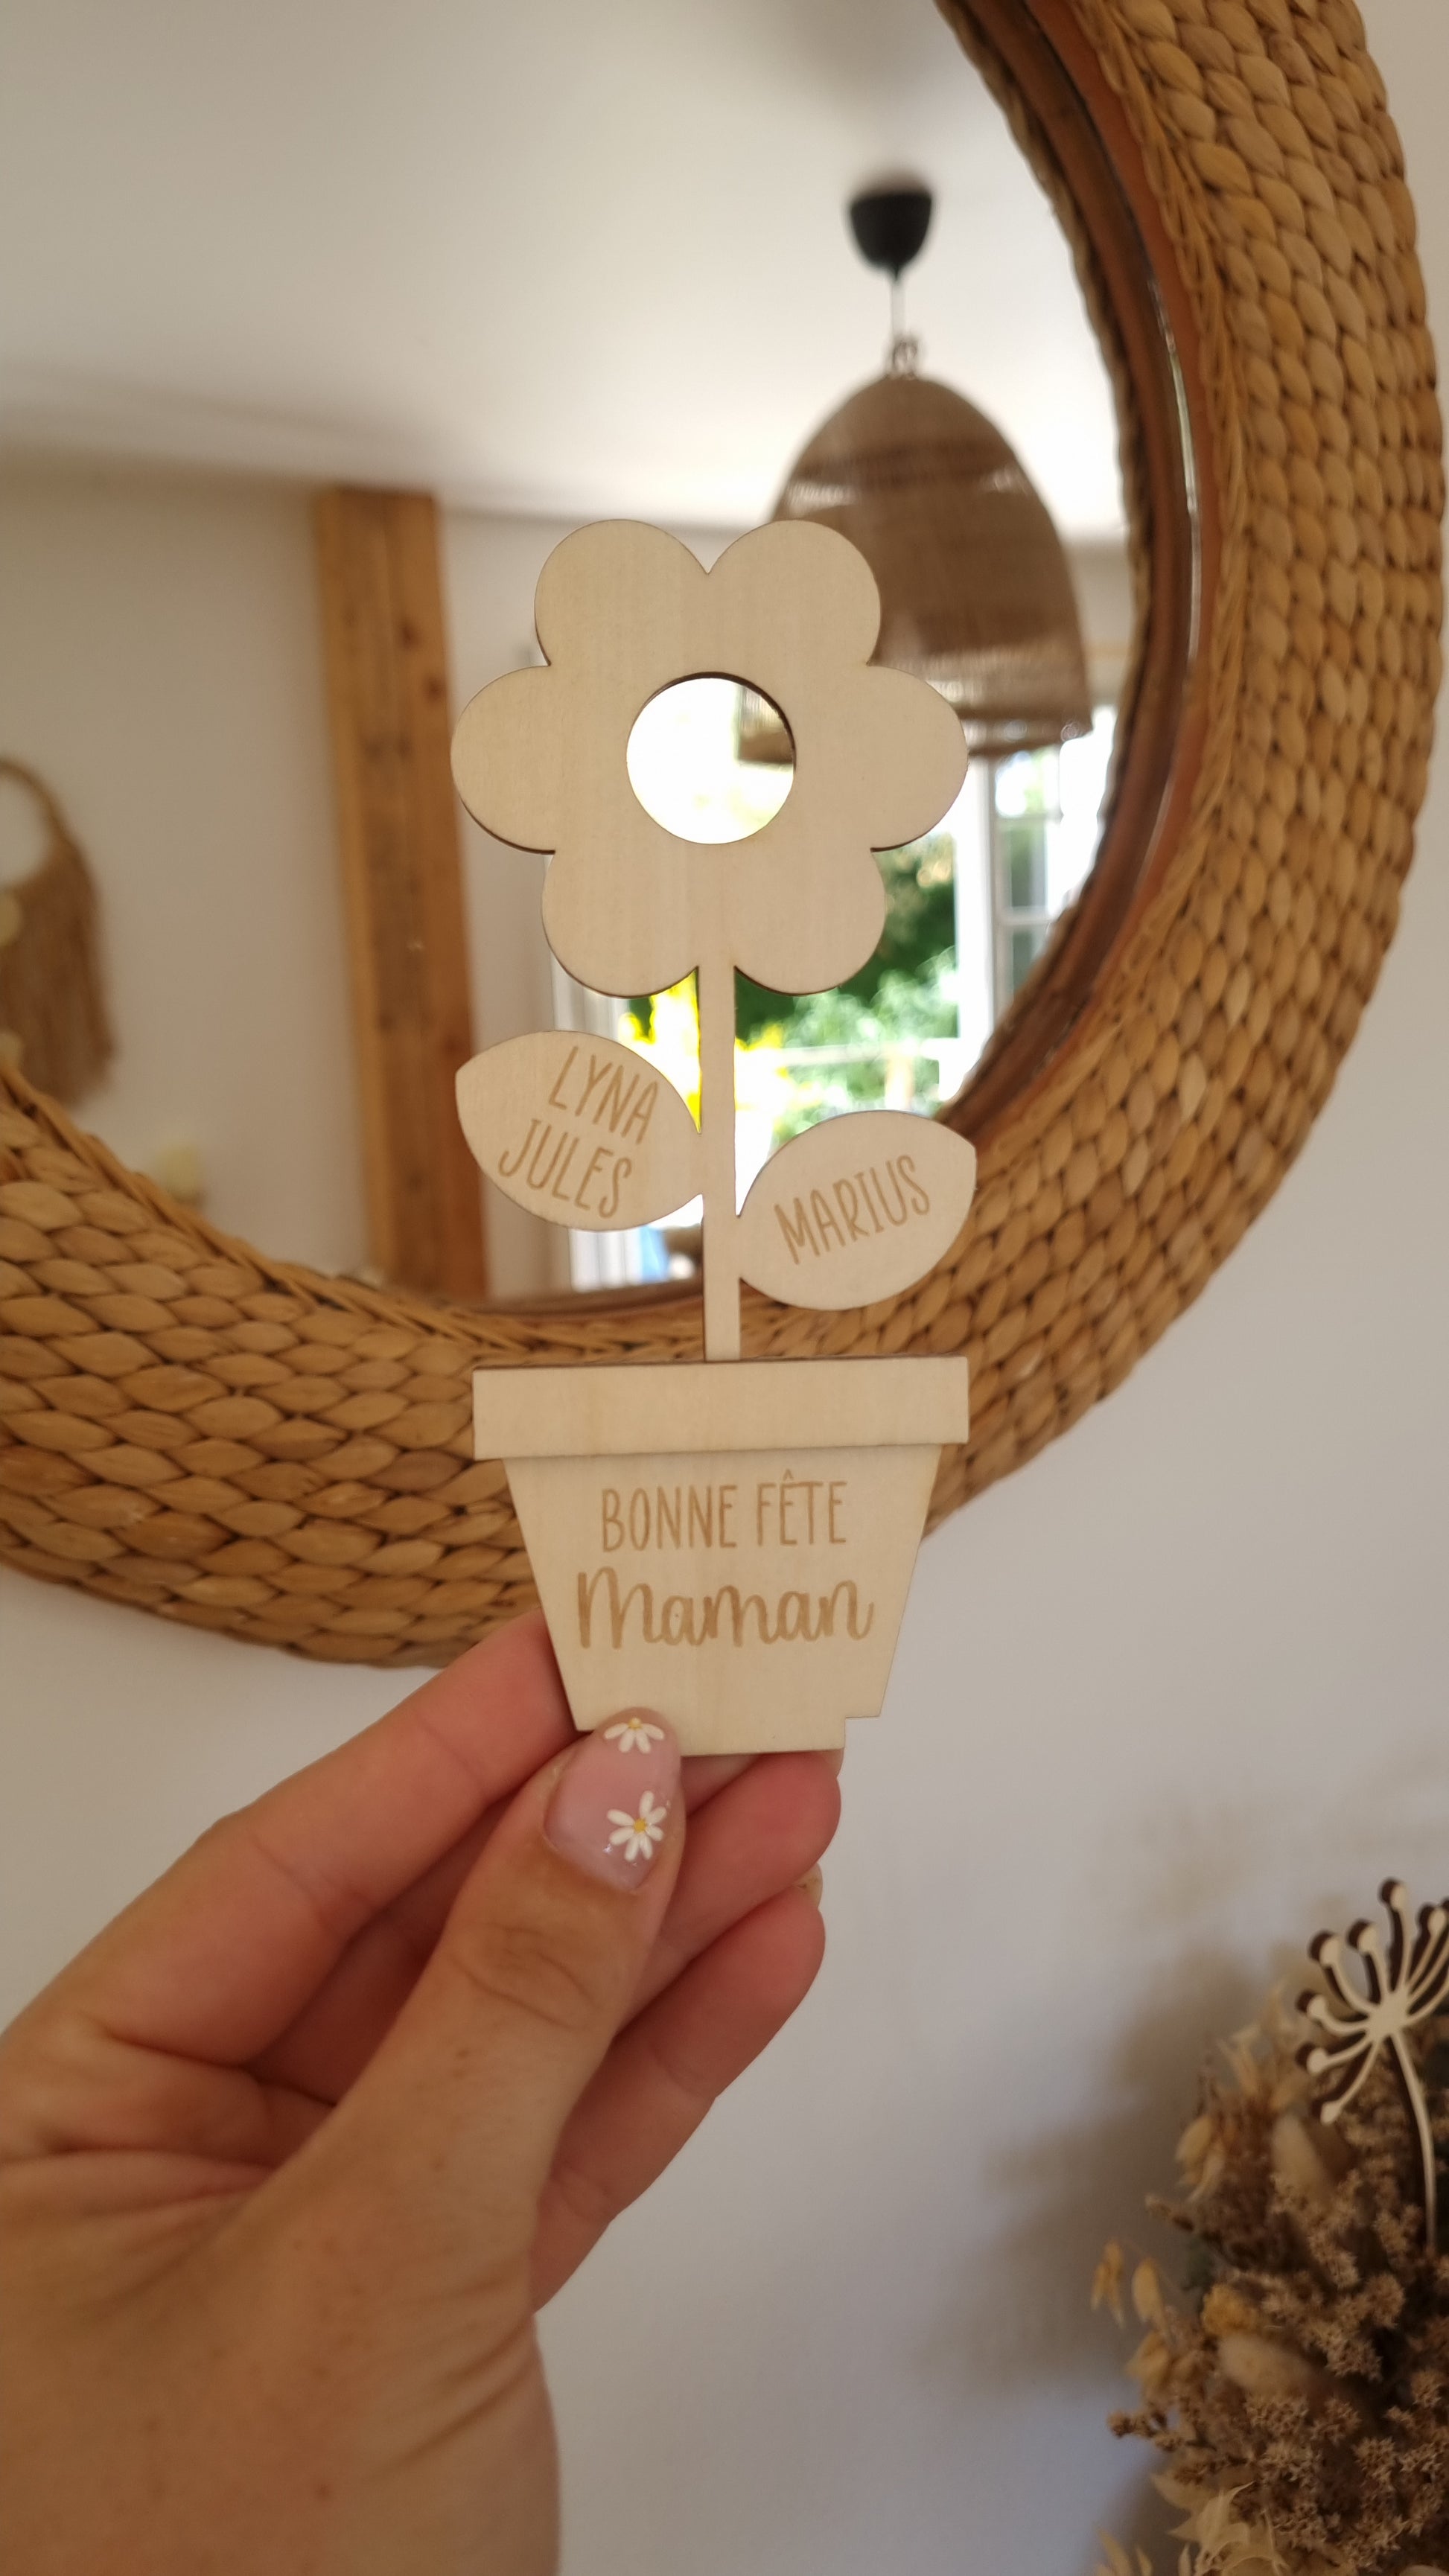 LYNA
JULES
MARIUS
BONNE FÊTE
Maman